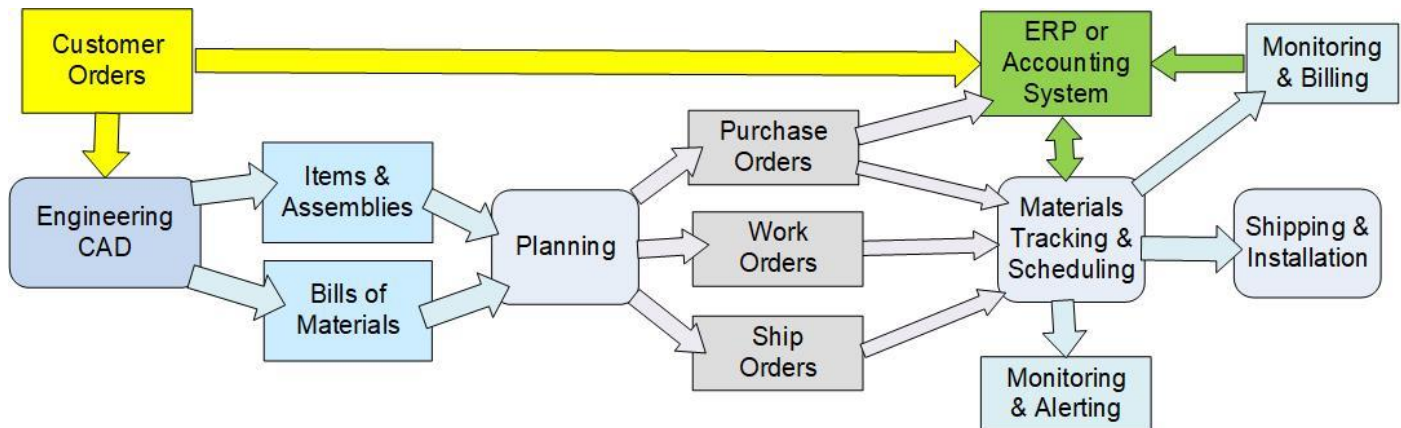 Customer
Orders
ERP or
Accounting
System
Monitoring
& Billing
Engineering
CAD
Items &
Assemblies
Bills of
Materials
Planning
Purchase
Orders
Work
Orders
Ship
Orders
Materials
Tracking &
Scheduling
Shipping &
Installation
Monitoring
& Alerting